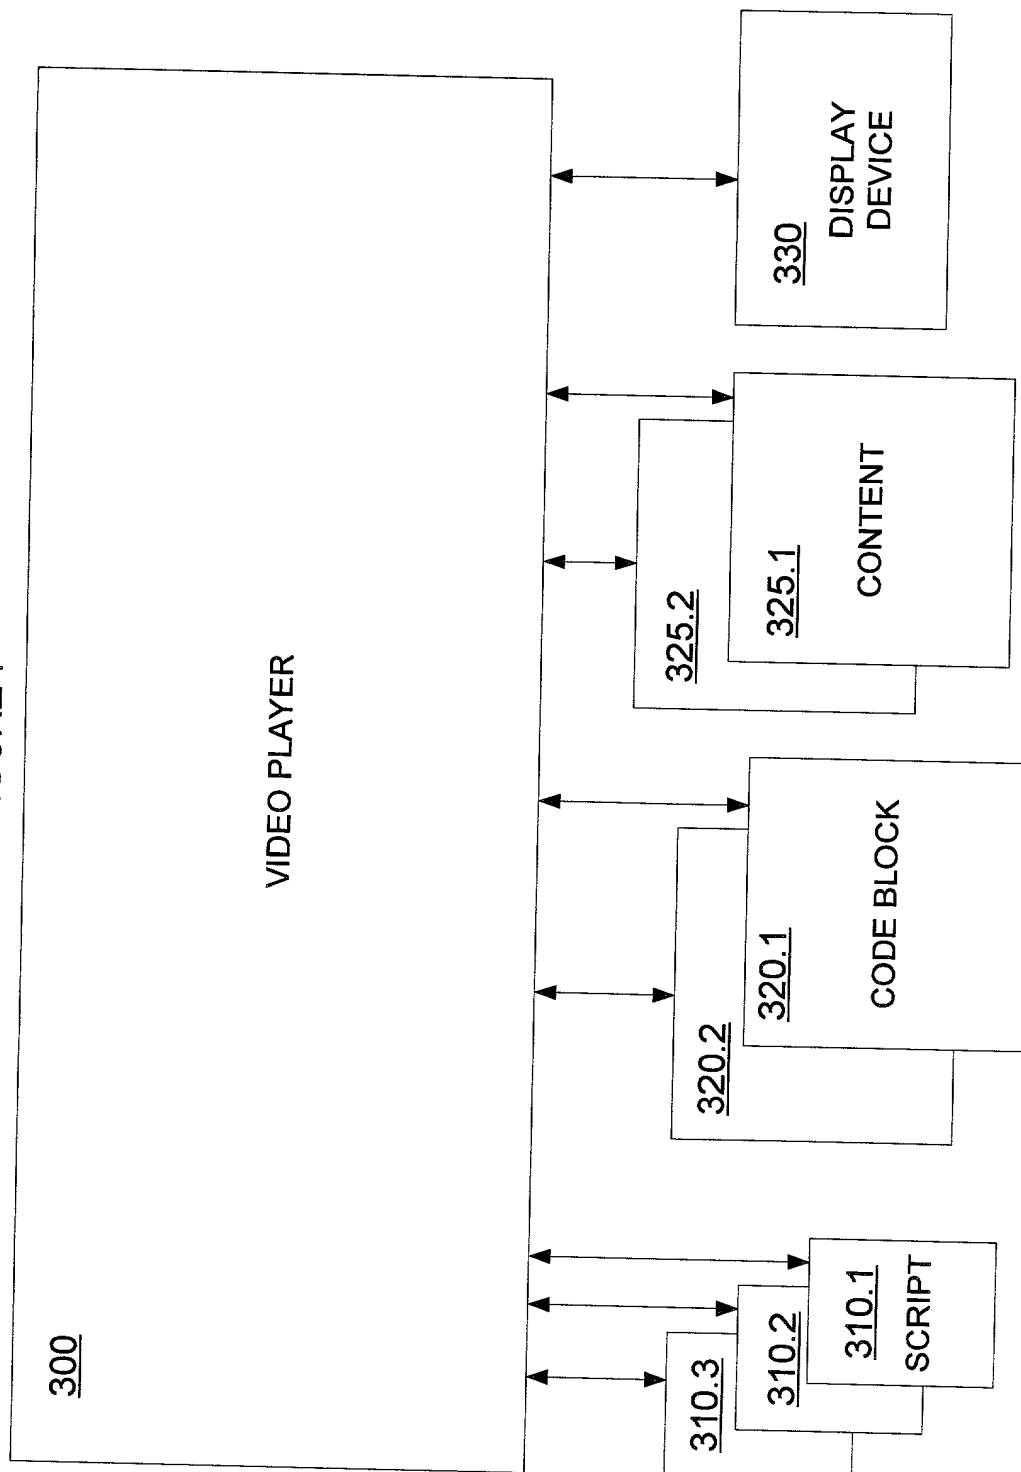 300
VIDEO PLAYER
310.3
310.2
310.1
SCRIPT
320.2
320.1
CODE BLOCK
325.2
325.1
CONTENT
330
DISPLAY
DEVICE